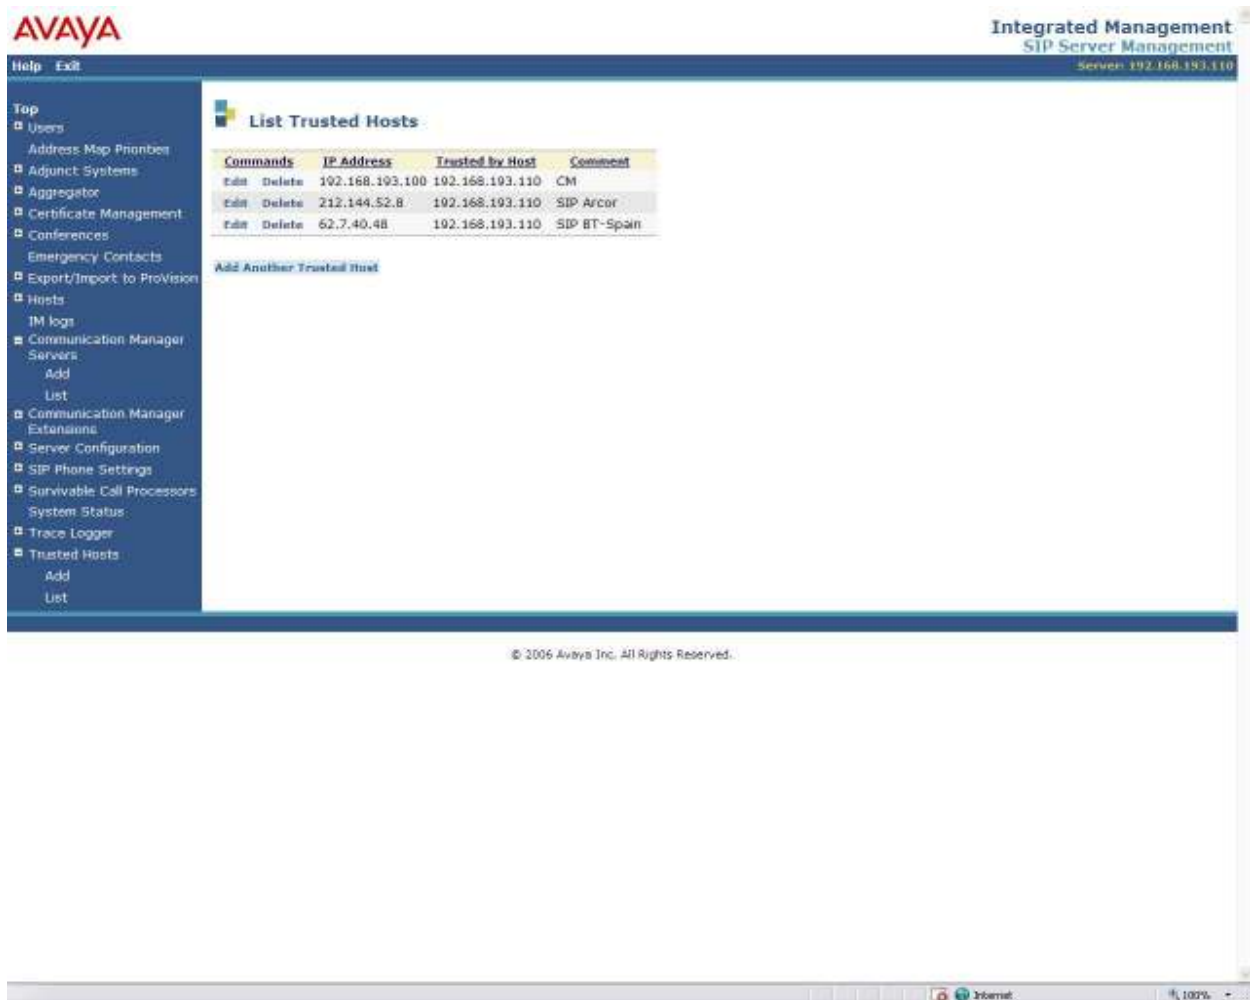 AVAYA
Integrated Management
SIP Server Management
Help Exit
Server: 192.168.193.110
Top
Users
Address Map Priorities
Adjunct Systems
Aggregator
Certificate Management
Conferences
Emergency Contacts
Export/Import to ProVision
Hosts
IM logs
Communication Manager
Servers
Add
List
Communication Manager
Extensions
Server Configuration
SIP Phone Settings
Survivable Call Processors
System Status
Trace Logger
Trusted Hosts
Add
List
List Trusted Hosts
Commands IP Address Trusted by Host Comment
Edit Delete 192.168.193.100 192.168.193.110 CM
Edit Delete 212.144.52.8 192.168.193.110 SIP Arcor
Edit Delete 62.7.40.48 192.168.193.110 SIP BT-Spain
Add Another Trusted Host
© 2006 Avaya Inc. All Rights Reserved.
Internet
100%